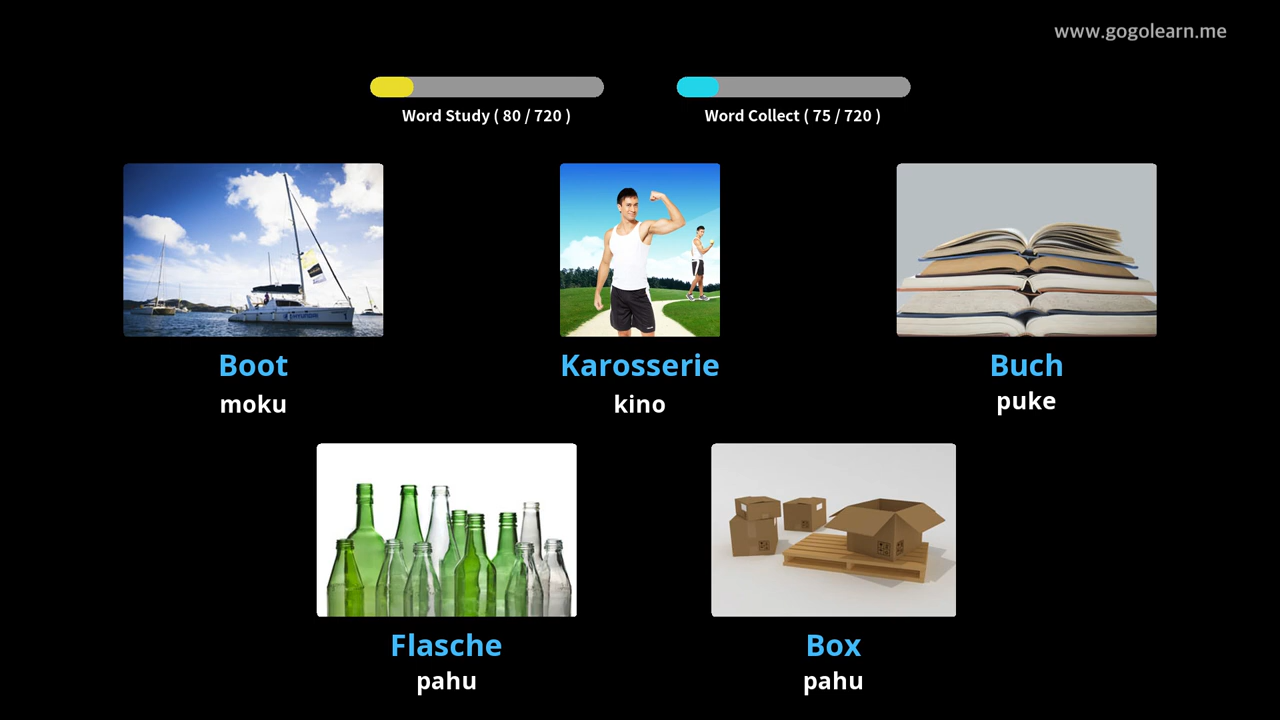 www.gogolearn.me
Word Study ( 80 / 720 )
Word Collect ( 75 / 720 )
Boot
moku
Karosserie
kino
Buch
puke
Flasche
pahu
Box
pahu